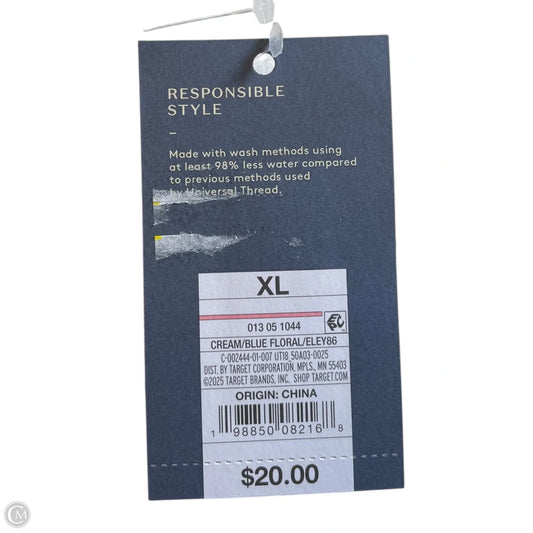 RESPONSIBLE
STYLE
–
Made with wash methods using
at least 98% less water compared
to previous methods used
by Universal Thread.
XL
013 05 1044
CREAM/BLUE FLORAL/ELEY86
C-002444-01-007 UT18_50A03-0025
DIST. BY TARGET CORPORATION, MPLS., MN 55403
©2025 TARGET BRANDS, INC. SHOP TARGET.COM
ORIGIN: CHINA
1 98850 08216 8
$20.00
CM